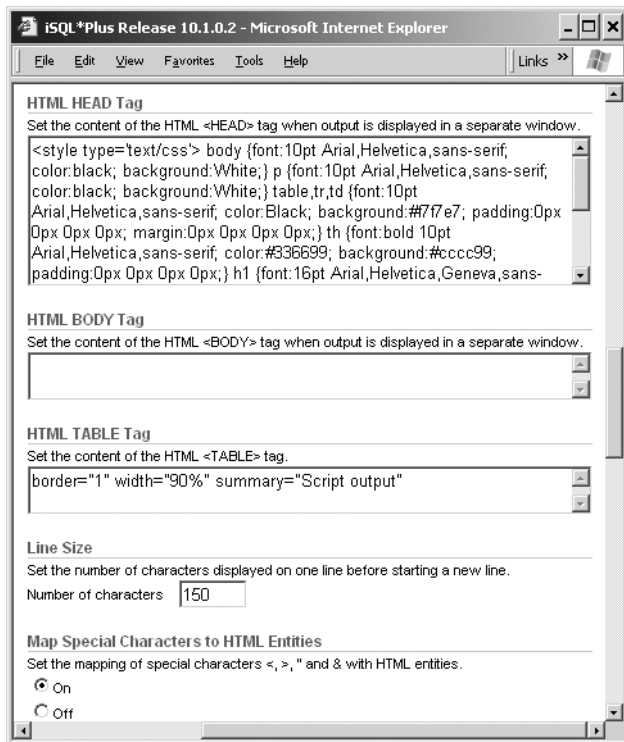 iSQL*Plus Release 10.1.0.2 - Microsoft Internet Explorer
File Edit View Favorites Tools Help Links »
HTML HEAD Tag
Set the content of the HTML <HEAD> tag when output is displayed in a separate window.
<style type='text/css'> body {font:10pt Arial,Helvetica,sans-serif;
color:black; background:White;} p {font:10pt Arial,Helvetica,sans-serif;
color:black; background:White;} table,tr,td {font:10pt
Arial,Helvetica,sans-serif; color:Black; background:#f7f7e7; padding:0px
0px 0px 0px; margin:0px 0px 0px 0px;} th {font:bold 10pt
Arial,Helvetica,sans-serif; color:#336699; background:#cccc99;
padding:0px 0px 0px 0px;} h1 {font:16pt Arial,Helvetica,Geneva,sans-
HTML BODY Tag
Set the content of the HTML <BODY> tag when output is displayed in a separate window.
HTML TABLE Tag
Set the content of the HTML <TABLE> tag.
border="1" width="90%" summary="Script output"
Line Size
Set the number of characters displayed on one line before starting a new line.
Number of characters 150
Map Special Characters to HTML Entities
Set the mapping of special characters <, >, " and & with HTML entities.
On
Off